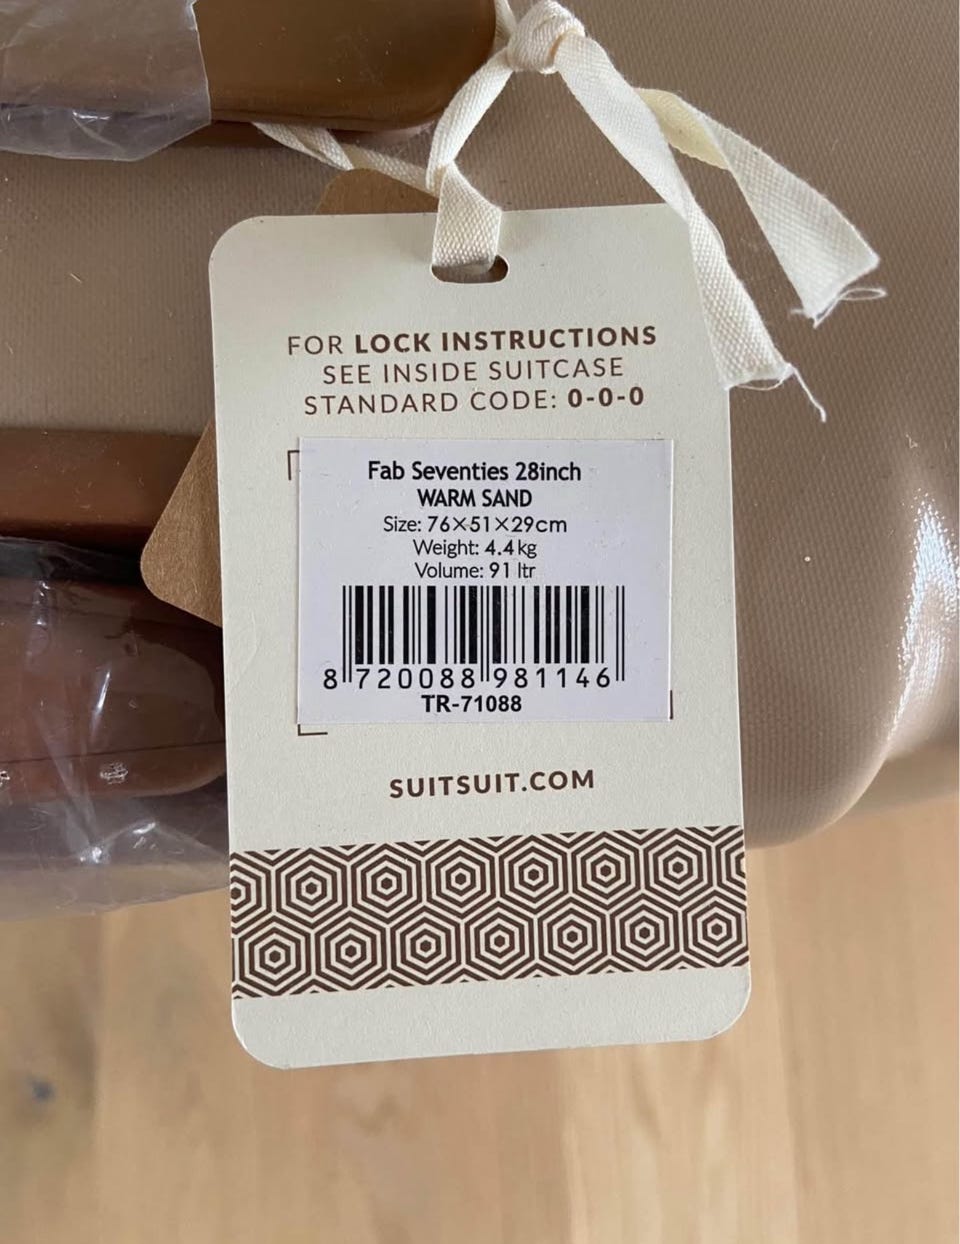 FOR LOCK INSTRUCTIONS
SEE INSIDE SUITCASE
STANDARD CODE: 0-0-0
Fab Seventies 28inch
WARM SAND
Size: 76×51×29cm
Weight: 4.4kg
Volume: 91 ltr
8 720088 981146
TR-71088
SUITSUIT.COM